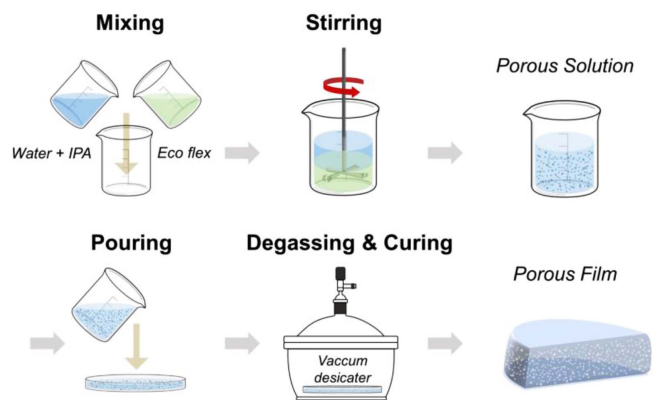 Mixing
Stirring
Porous Solution
Water + IPA
Eco flex
Pouring
Degassing & Curing
Porous Film
Vaccum
desicater